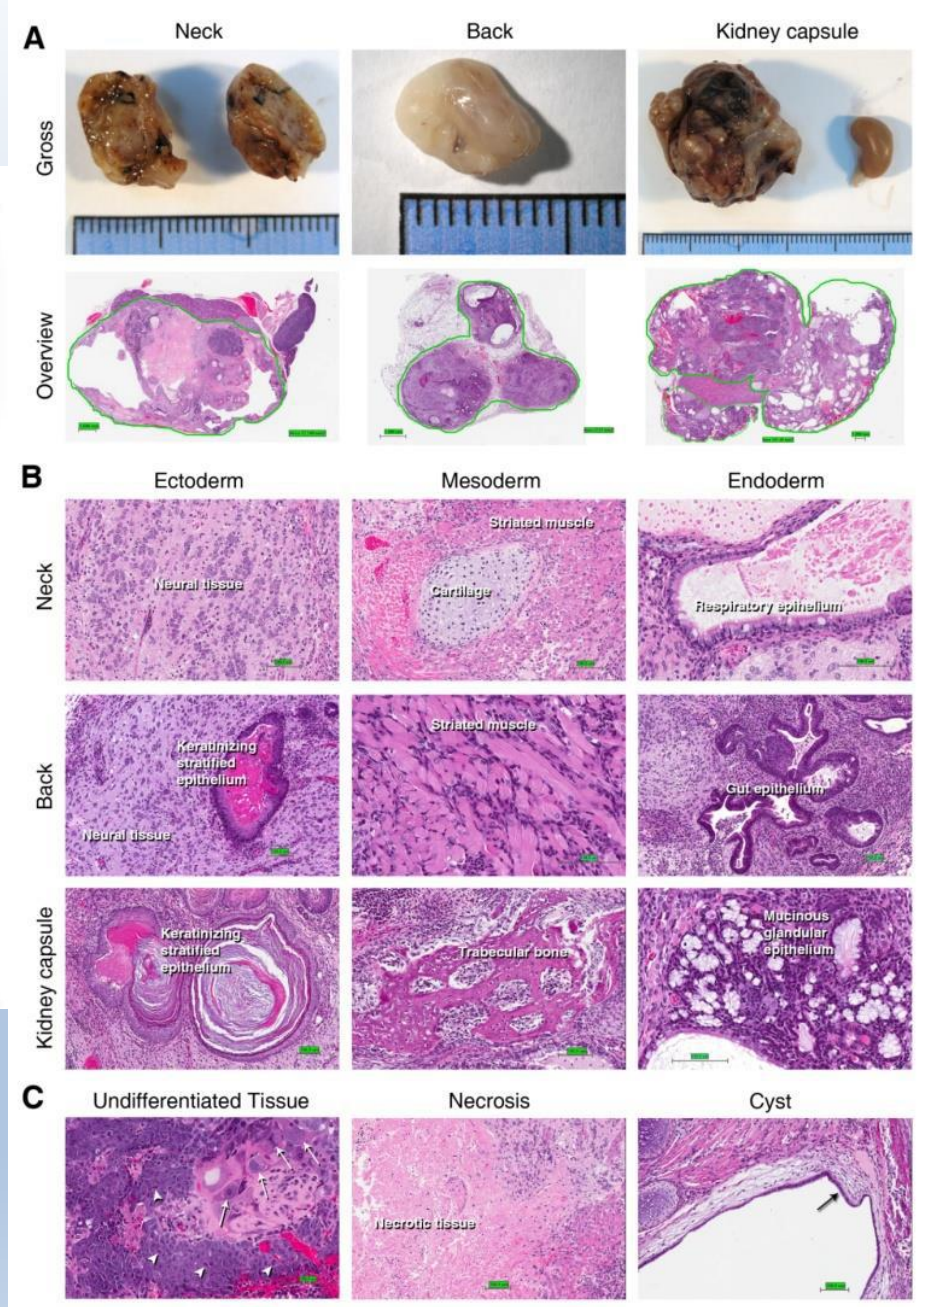 A
Neck
Back
Kidney capsule
Gross
Overview
B
Ectoderm
Mesoderm
Endoderm
Neck
Neural tissue
Striated muscle
Cartilage
Respiratory epihelium
Back
Keratinizing
stratified
epithelium
Neural tissue
Striated muscle
Gut epithelium
Kidney capsule
Keratinizing
stratified
epithelium
Trabecular bone
Mucinous
glandular
epithelium
C
Undifferentiated Tissue
Necrosis
Cyst
Necrotic tissue